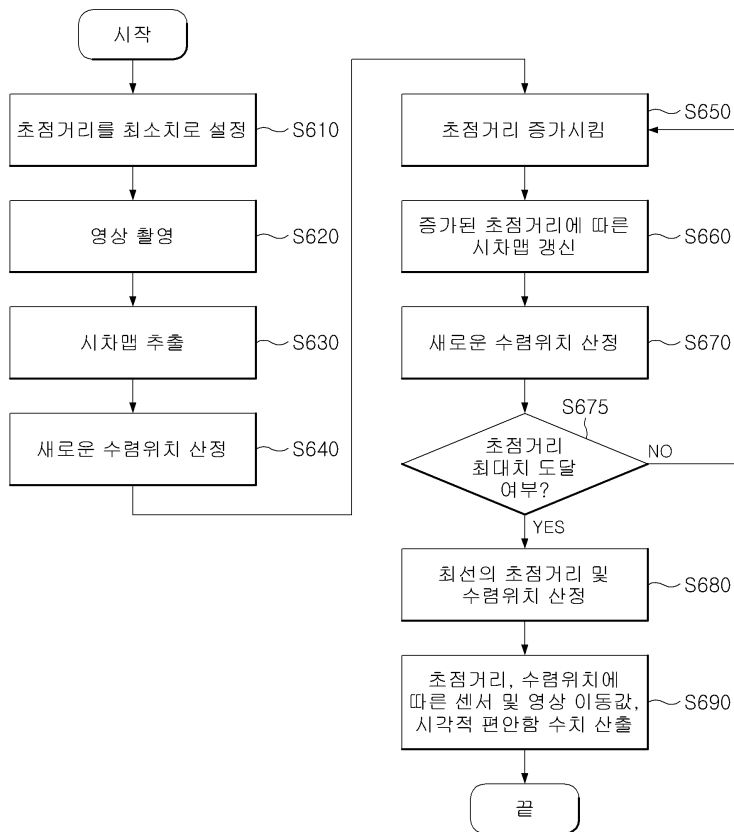 시작
초점거리를 최소치로 설정
S610
영상 촬영
S620
시차맵 추출
S630
새로운 수렴위치 산정
S640
초점거리 증가시킴
S650
증가된 초점거리에 따른
시차맵 갱신
S660
새로운 수렴위치 산정
S670
S675
초점거리
최대치 도달
여부?
NO
YES
최선의 초점거리 및
수렴위치 산정
S680
초점거리, 수렴위치에
따른 센서 및 영상 이동값,
시각적 편안함 수치 산출
S690
끝